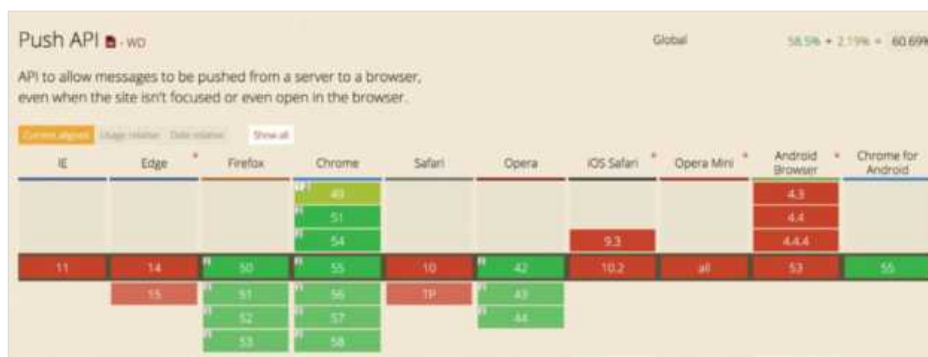 Push API - WD Global 58.5% + 2.19% = 60.69%
API to allow messages to be pushed from a server to a browser,
even when the site isn't focused or even open in the browser.
Current aligned Usage relative Date relative Show all
IE Edge * Firefox Chrome Safari Opera iOS Safari * Opera Mini * Android Browser * Chrome for Android
49 4.3
51 4.4
54 9.3 4.4.4
11 14 50 55 10 42 10.2 all 53 55
15 51 56 TP 43
52 57 44
53 58